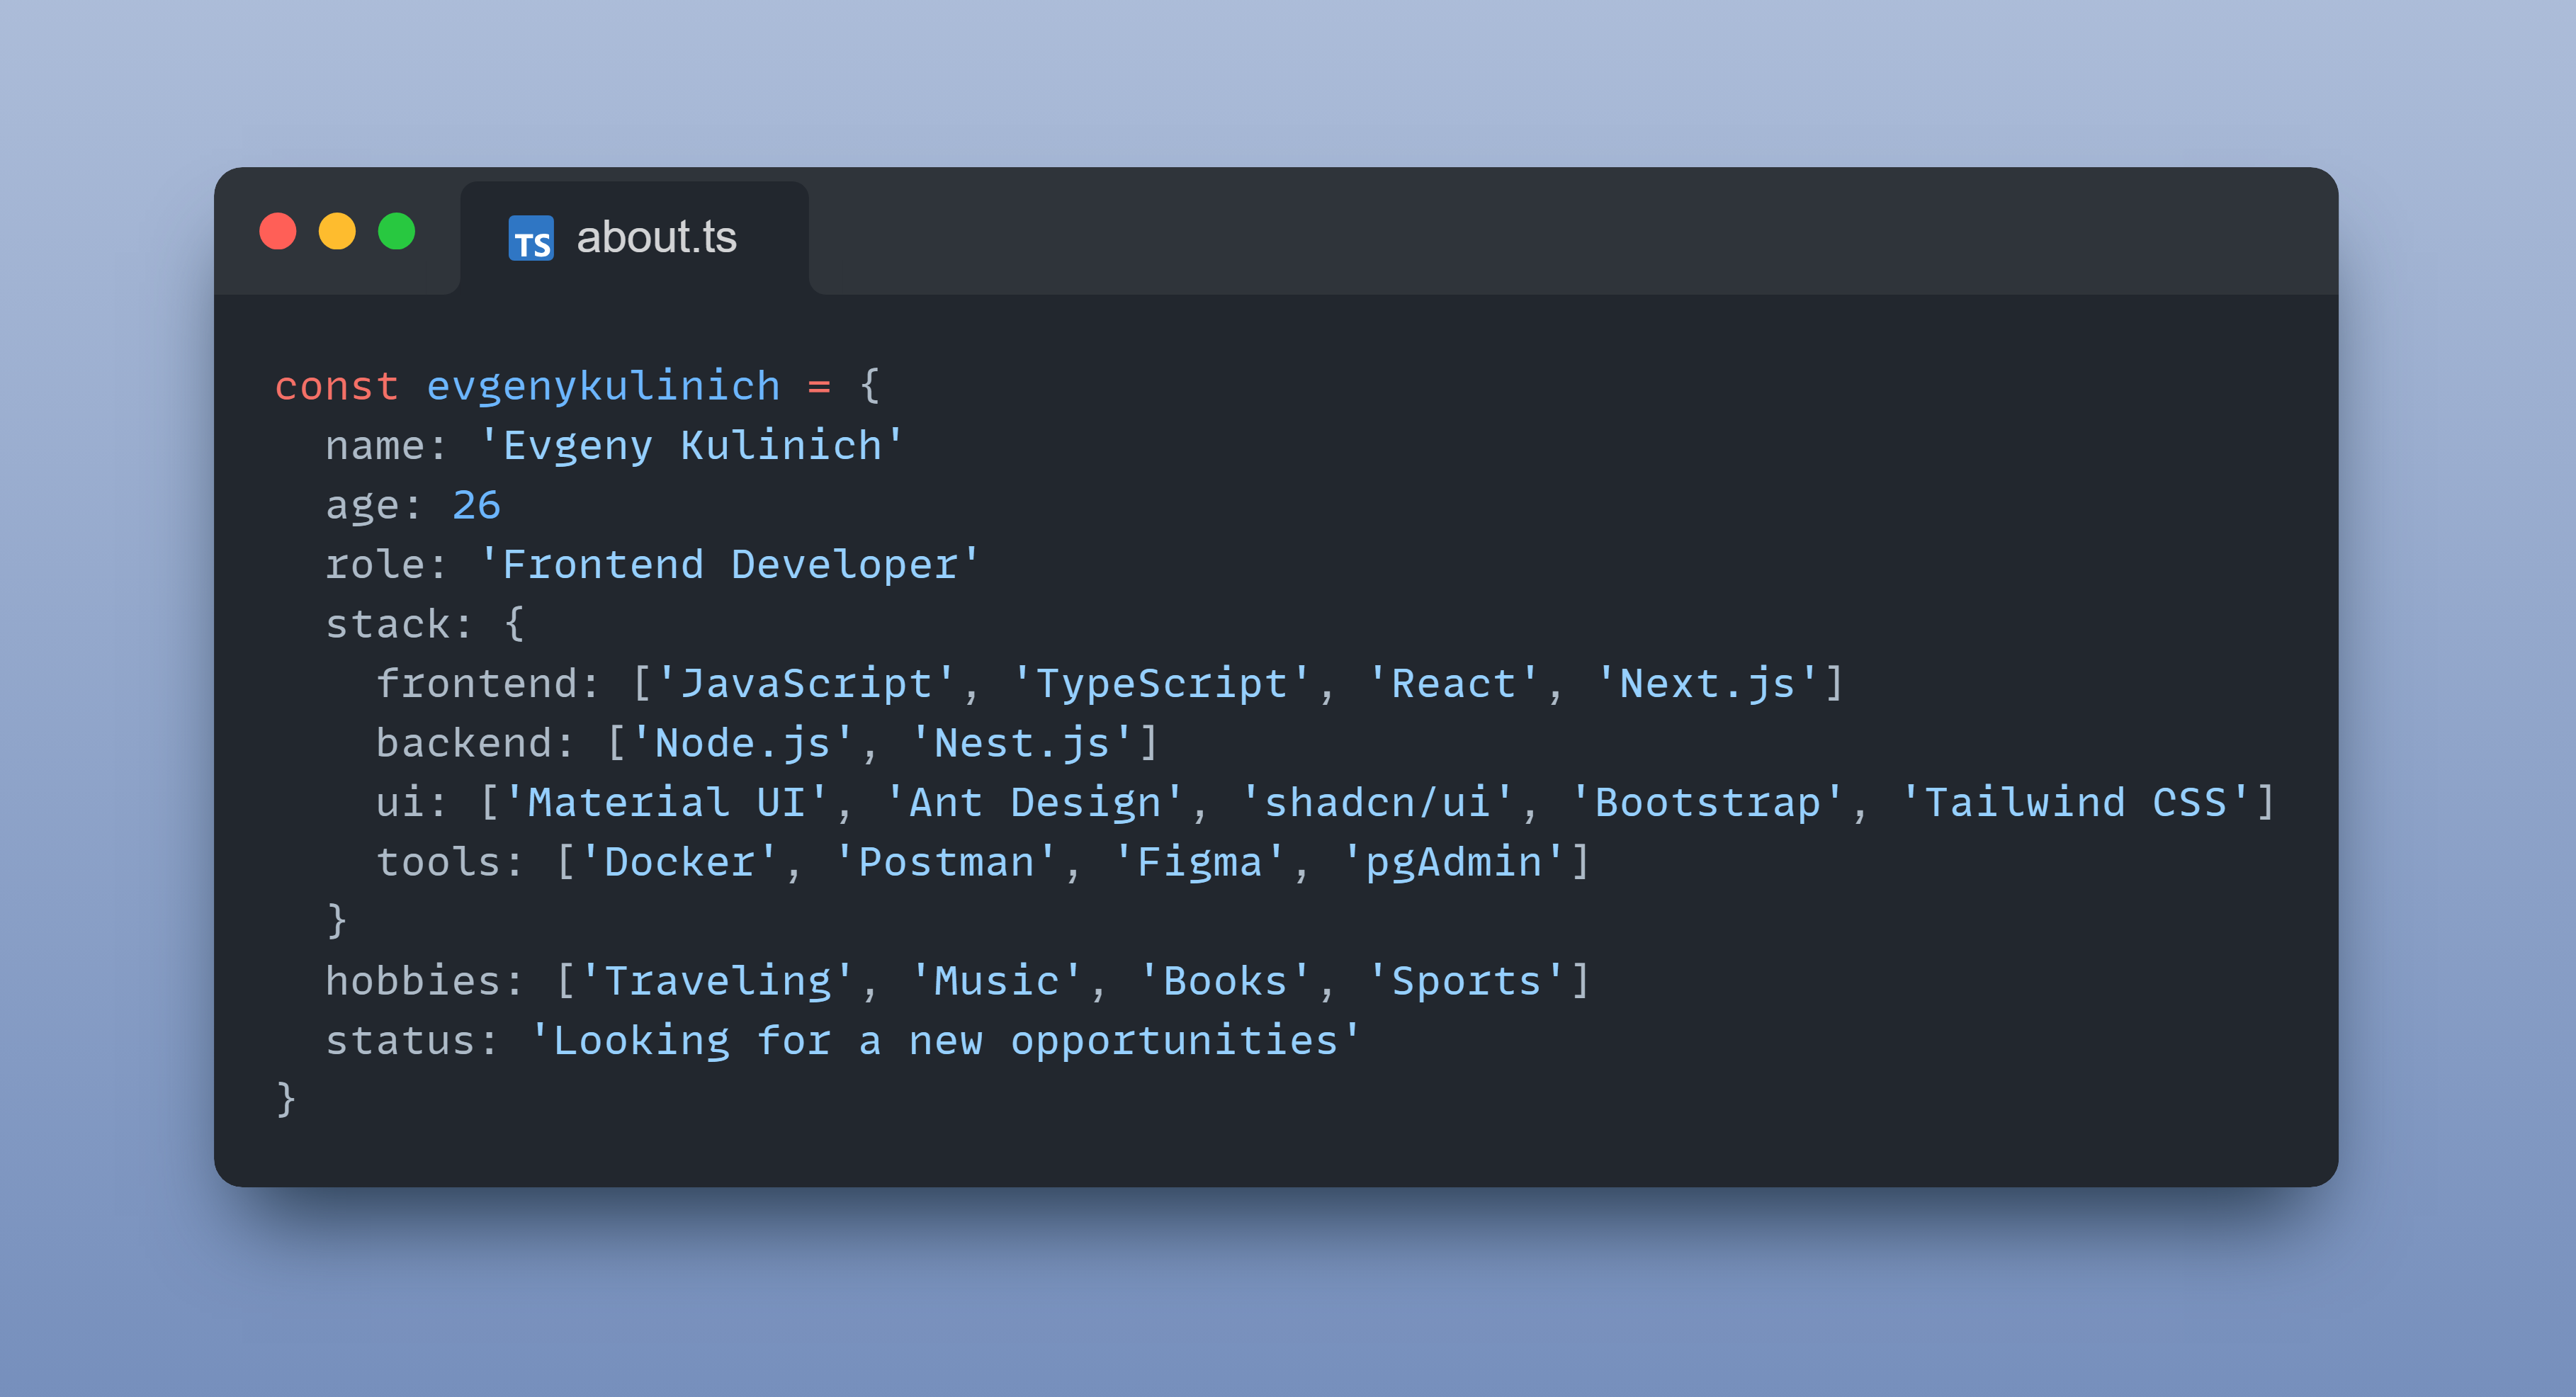 TS about.ts
const evgenykulinich = {
  name: 'Evgeny Kulinich'
  age: 26
  role: 'Frontend Developer'
  stack: {
    frontend: ['JavaScript', 'TypeScript', 'React', 'Next.js']
    backend: ['Node.js', 'Nest.js']
    ui: ['Material UI', 'Ant Design', 'shadcn/ui', 'Bootstrap', 'Tailwind CSS']
    tools: ['Docker', 'Postman', 'Figma', 'pgAdmin']
  }
  hobbies: ['Traveling', 'Music', 'Books', 'Sports']
  status: 'Looking for a new opportunities'
}